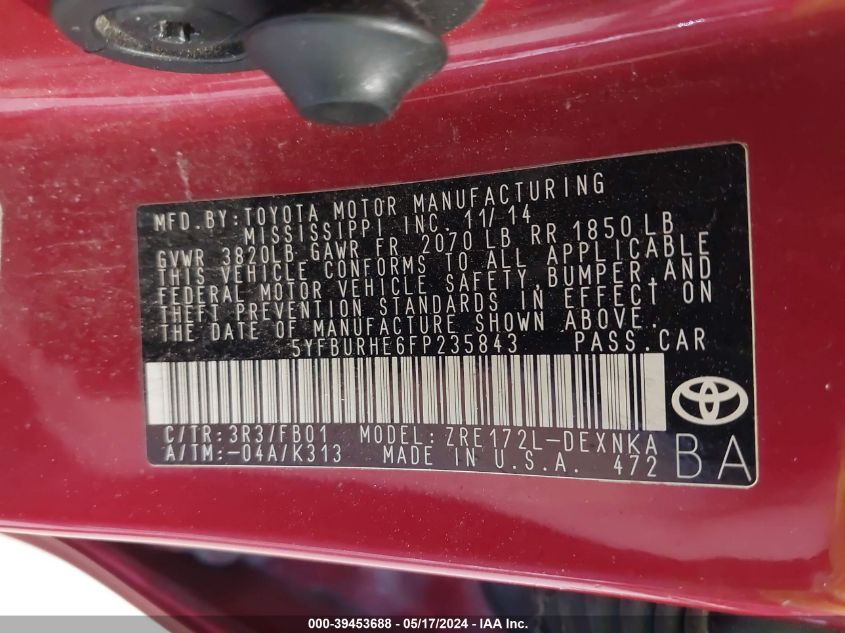 MFD.BY:TOYOTA MOTOR MANUFACTURING
MISSISSIPPI INC. 11/14
GVWR 3820LB GAWR FR 2070 LB RR 1850 LB
THIS VEHICLE CONFORMS TO ALL APPLICABLE
FEDERAL MOTOR VEHICLE SAFETY,BUMPER,AND
THEFT PREVENTION STANDARDS IN EFFECT ON
THE DATE OF MANUFACTURE SHOWN ABOVE.
5YFBURHE6FP235843 PASS.CAR
C/TR:3R3/FB01 MODEL: ZRE172L-DEXNKA
A/TM:-04A/K313 MADE IN U.S.A. 472
BA
000-39453688 - 05/17/2024 - IAA Inc.